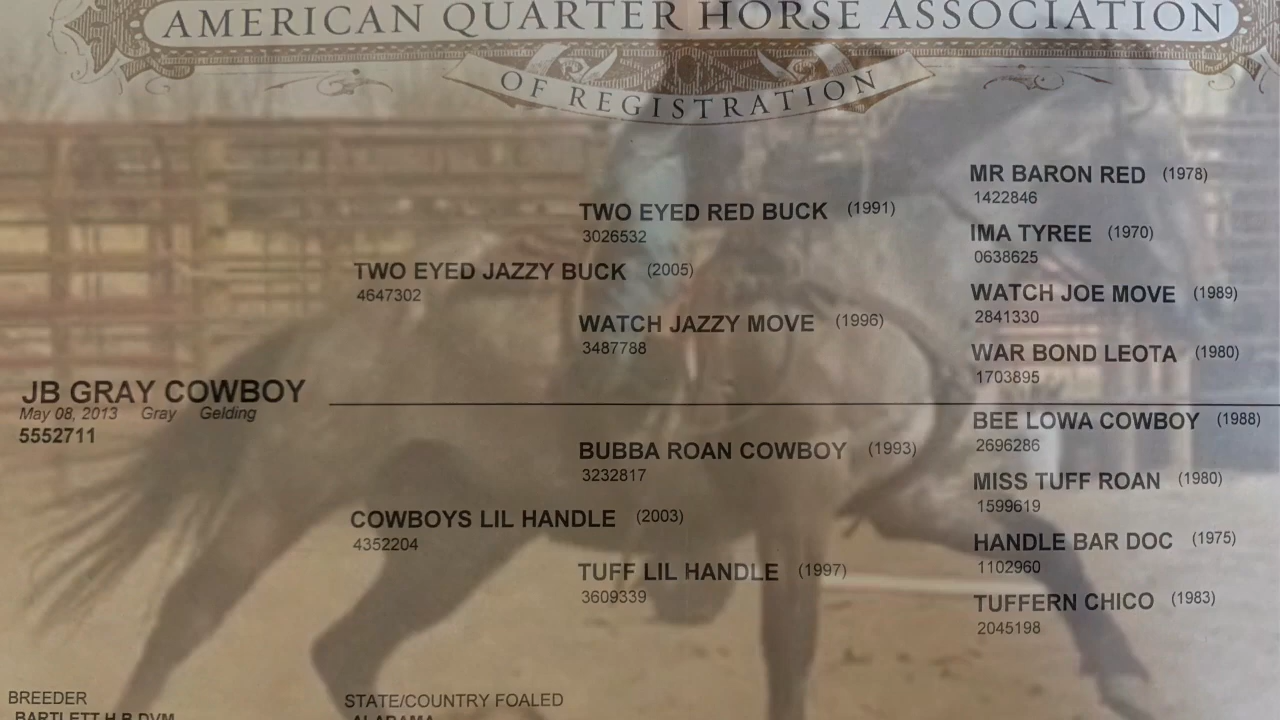 AMERICAN QUARTER HORSE ASSOCIATION
OF REGISTRATION
MR BARON RED (1978)
1422846
TWO EYED RED BUCK (1991)
3026532
IMA TYREE (1970)
0638625
TWO EYED JAZZY BUCK (2005)
4647302
WATCH JOE MOVE (1989)
2841330
WATCH JAZZY MOVE (1996)
3487788
WAR BOND LEOTA (1980)
1703895
JB GRAY COWBOY
May 08, 2013 Gray Gelding
5552711
BEE LOWA COWBOY (1988)
2696286
BUBBA ROAN COWBOY (1993)
3232817
MISS TUFF ROAN (1980)
1599619
COWBOYS LIL HANDLE (2003)
4352204
HANDLE BAR DOC (1975)
1102960
TUFF LIL HANDLE (1997)
3609339
TUFFERN CHICO (1983)
2045198
BREEDER
BARTLETT H B DVM
STATE/COUNTRY FOALED
ALABAMA